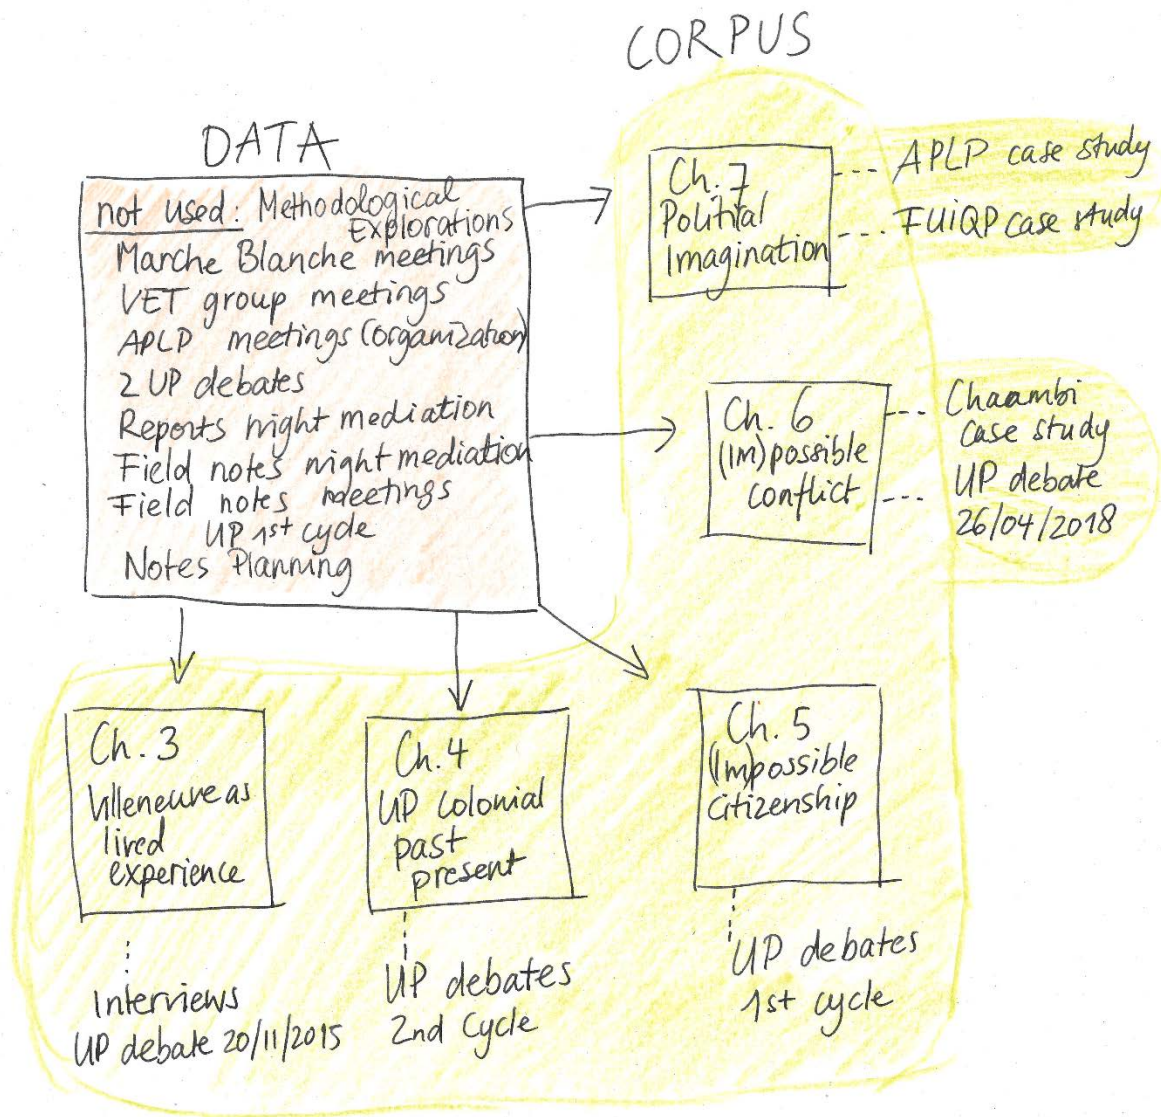 CORPUS
DATA
not used: Methodological
Explorations
Marche Blanche meetings
VET group meetings
APLP meetings (organization)
2 UP debates
Reports night mediation
Field notes night mediation
Field notes meetings
UP 1st cycle
Notes Planning
Ch. 7
Political
Imagination
APLP case study
FUiQP case study
Ch. 6
(Im)possible
conflict
Chaambi
case study
UP debate
26/04/2018
Ch. 3
Villeneuve as
lived
experience
Interviews
UP debate 20/11/2015
Ch. 4
UP colonial
past
present
UP debates
2nd Cycle
Ch. 5
(Im)possible
citizenship
UP debates
1st cycle